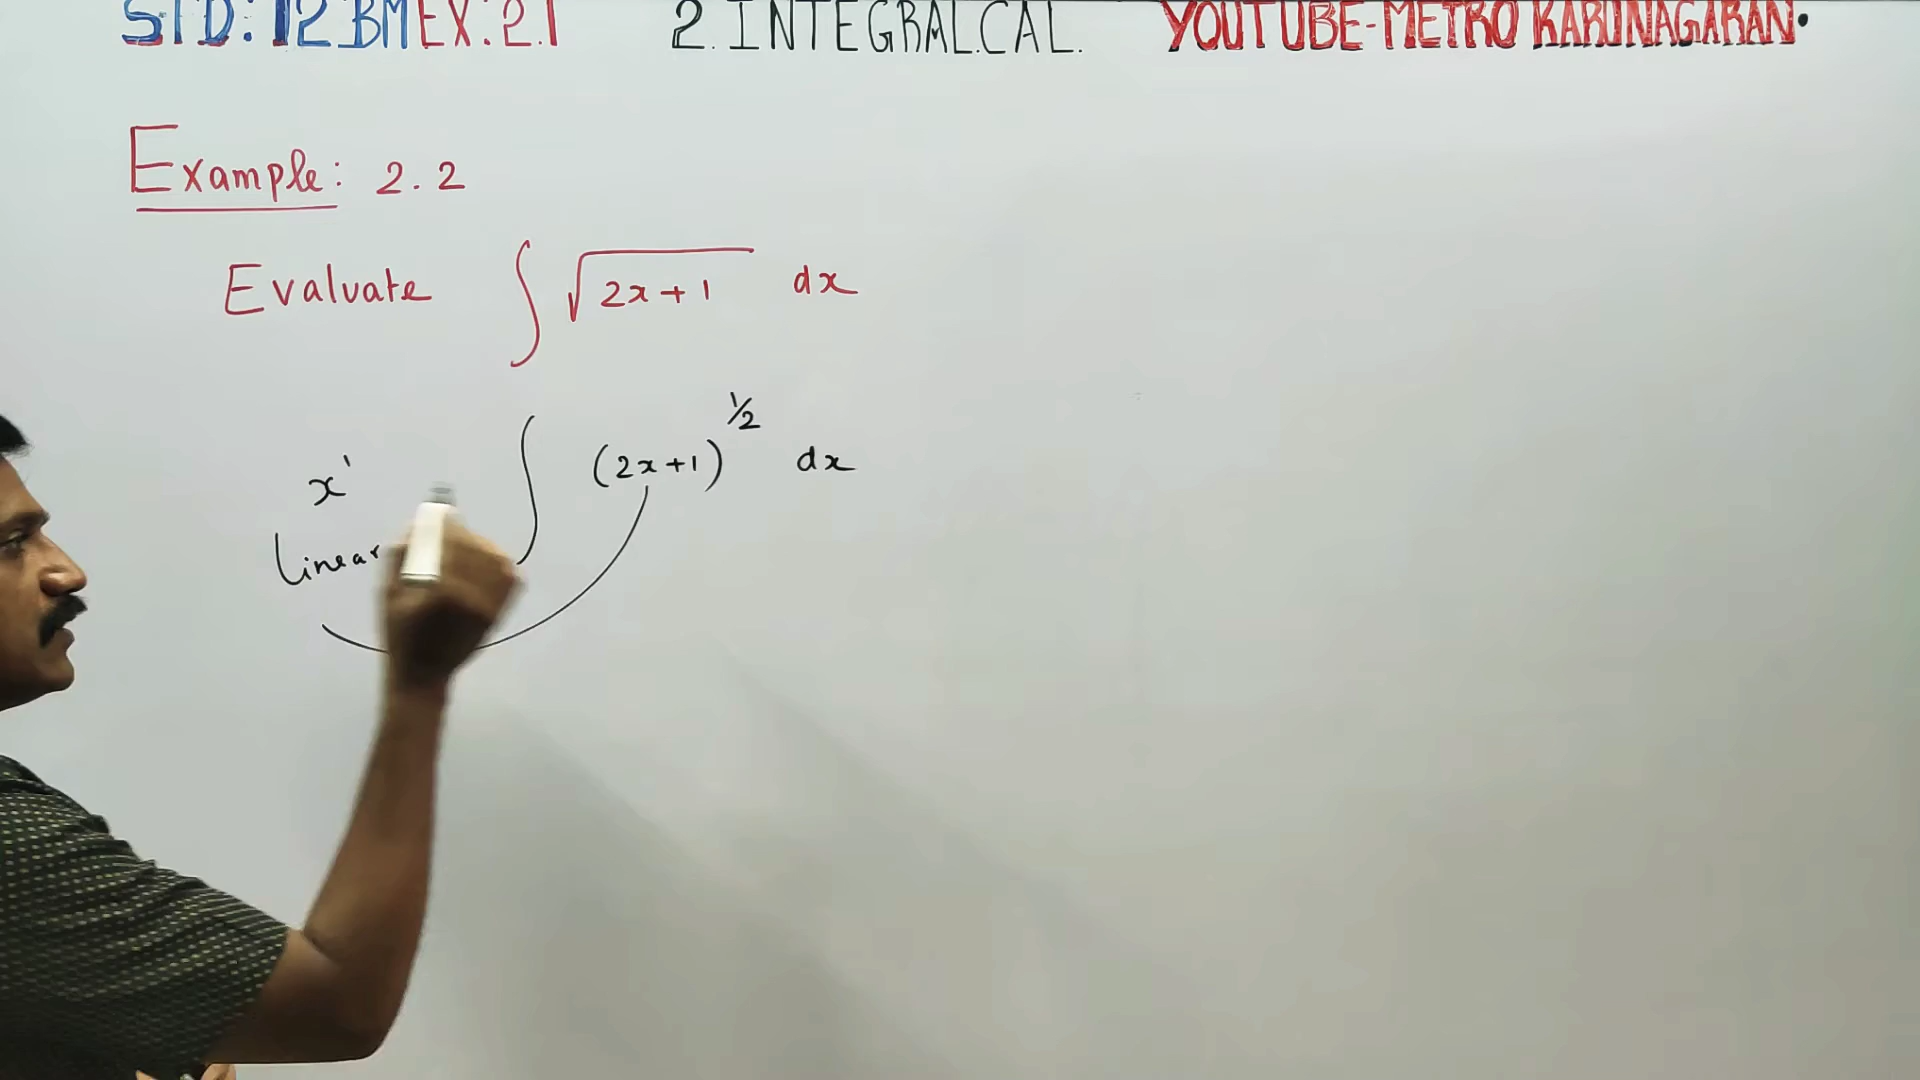 STD: 12 BM EX: 2.1 2. INTEGRAL CAL. YOUTUBE-METRO KARUNAGARAN.
Example: 2.2
Evaluate ∫ √(2x+1) dx
∫ (2x+1)^½ dx
x¹
Linear